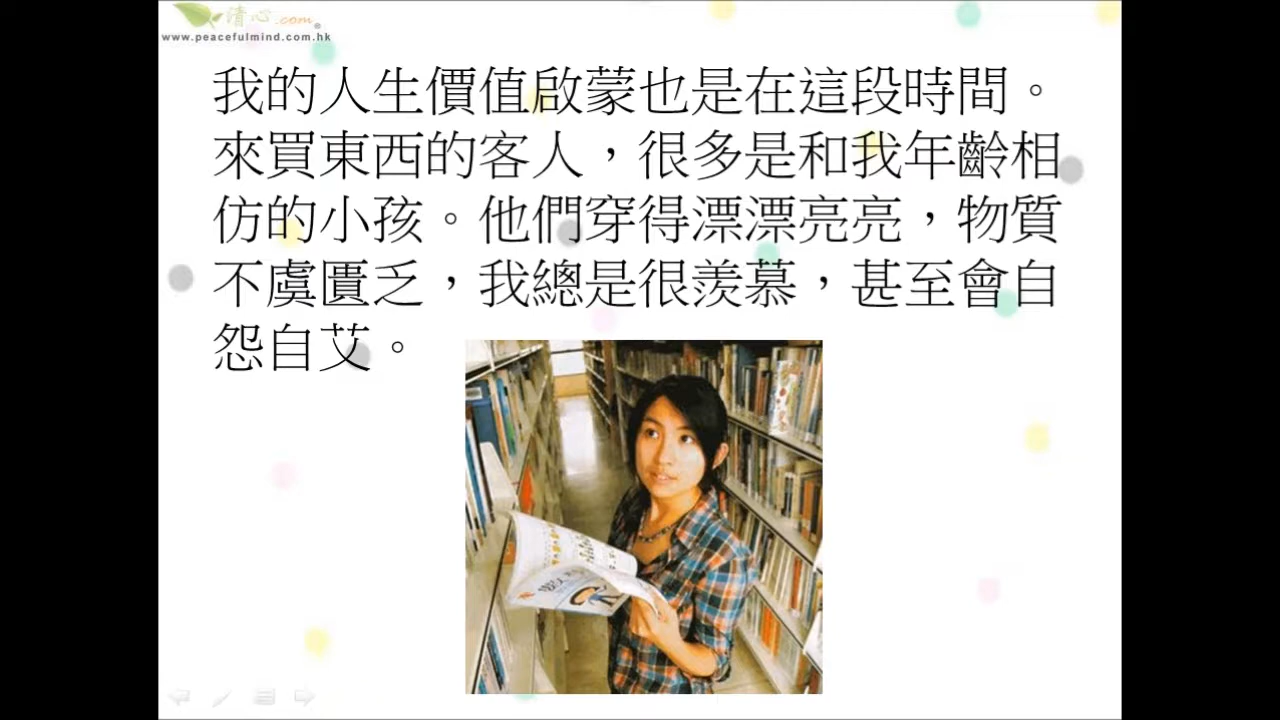 清心.com
www.peacefulmind.com.hk
我的人生價值啟蒙也是在這段時間。
來買東西的客人，很多是和我年齡相
仿的小孩。他們穿得漂漂亮亮，物質
不虞匱乏，我總是很羨慕，甚至會自
怨自艾。